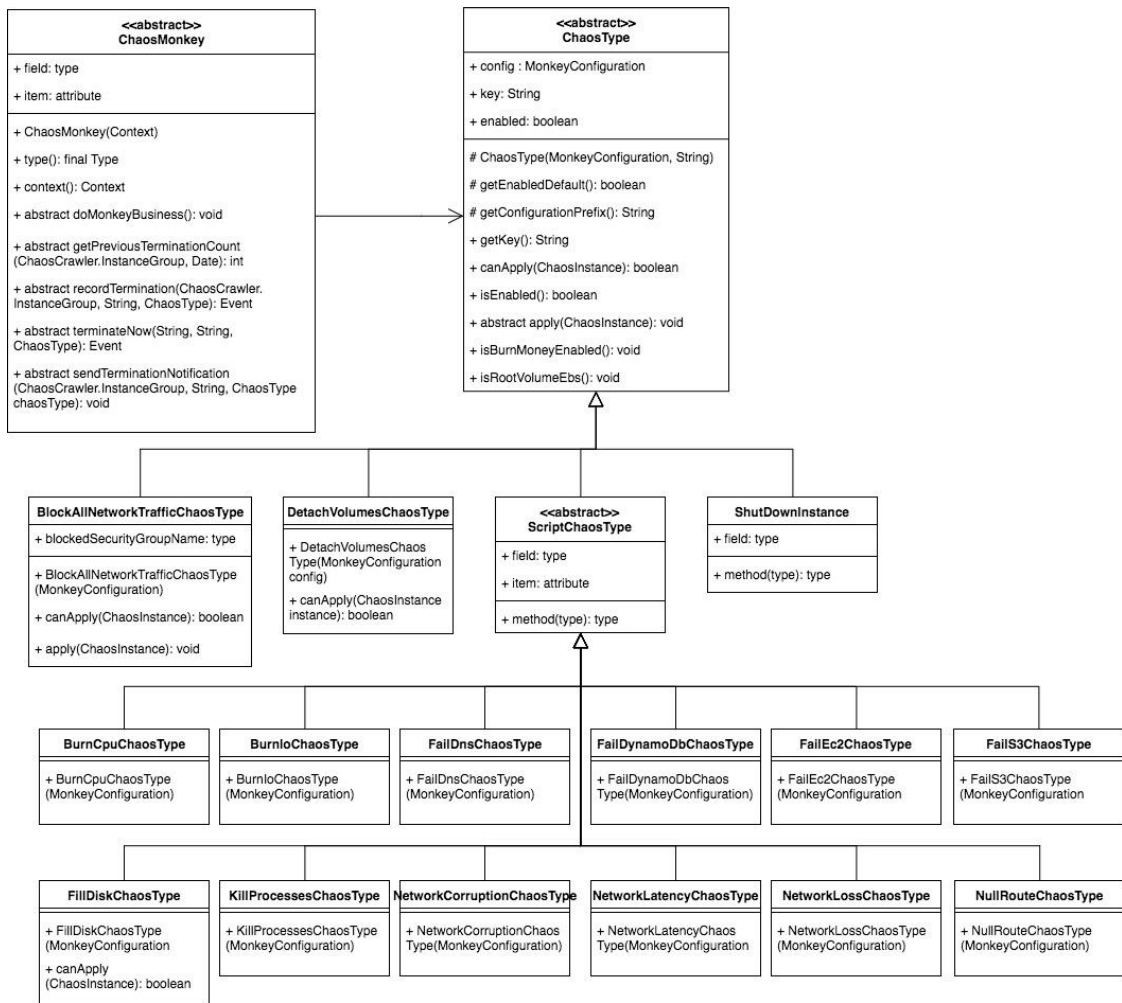 <<abstract>>
ChaosMonkey
+ field: type
+ item: attribute
+ ChaosMonkey(Context)
+ type(): final Type
+ context(): Context
+ abstract doMonkeyBusiness(): void
+ abstract getPreviousTerminationCount
(ChaosCrawler.InstanceGroup, Date): int
+ abstract recordTermination(ChaosCrawler.
InstanceGroup, String, ChaosType): Event
+ abstract terminateNow(String, String,
ChaosType): Event
+ abstract sendTerminationNotification
(ChaosCrawler.InstanceGroup, String, ChaosType
chaosType): void
<<abstract>>
ChaosType
+ config : MonkeyConfiguration
+ key: String
+ enabled: boolean
# ChaosType(MonkeyConfiguration, String)
# getEnabledDefault(): boolean
# getConfigurationPrefix(): String
+ getKey(): String
+ canApply(ChaosInstance): boolean
+ isEnabled(): boolean
+ abstract apply(ChaosInstance): void
+ isBurnMoneyEnabled(): void
+ isRootVolumeEbs(): void
BlockAllNetworkTrafficChaosType
+ blockedSecurityGroupName: type
+ BlockAllNetworkTrafficChaosType
(MonkeyConfiguration)
+ canApply(ChaosInstance): boolean
+ apply(ChaosInstance): void
DetachVolumesChaosType
+ DetachVolumesChaos
Type(MonkeyConfiguration
config)
+ canApply(ChaosInstance
instance): boolean
<<abstract>>
ScriptChaosType
+ field: type
+ item: attribute
+ method(type): type
ShutDownInstance
+ field: type
+ method(type): type
BurnCpuChaosType
+ BurnCpuChaosType
(MonkeyConfiguration)
BurnIoChaosType
+ BurnIoChaosType
(MonkeyConfiguration)
FailDnsChaosType
+ FailDnsChaosType
(MonkeyConfiguration)
FailDynamoDbChaosType
+ FailDynamoDbChaos
Type(MonkeyConfiguration)
FailEc2ChaosType
+ FailEc2ChaosType
(MonkeyConfiguration
FailS3ChaosType
+ FailS3ChaosType
(MonkeyConfiguration
FillDiskChaosType
+ FillDiskChaosType
(MonkeyConfiguration
+ canApply
(ChaosInstance): boolean
KillProcessesChaosType
+ KillProcessesChaosType
(MonkeyConfiguration)
NetworkCorruptionChaosType
+ NetworkCorruptionChaos
Type(MonkeyConfiguration)
NetworkLatencyChaosType
+ NetworkLatencyChaos
Type(MonkeyConfiguration
NetworkLossChaosType
+ NetworkLossChaosType
(MonkeyConfiguration)
NullRouteChaosType
+ NullRouteChaosType
(MonkeyConfiguration)